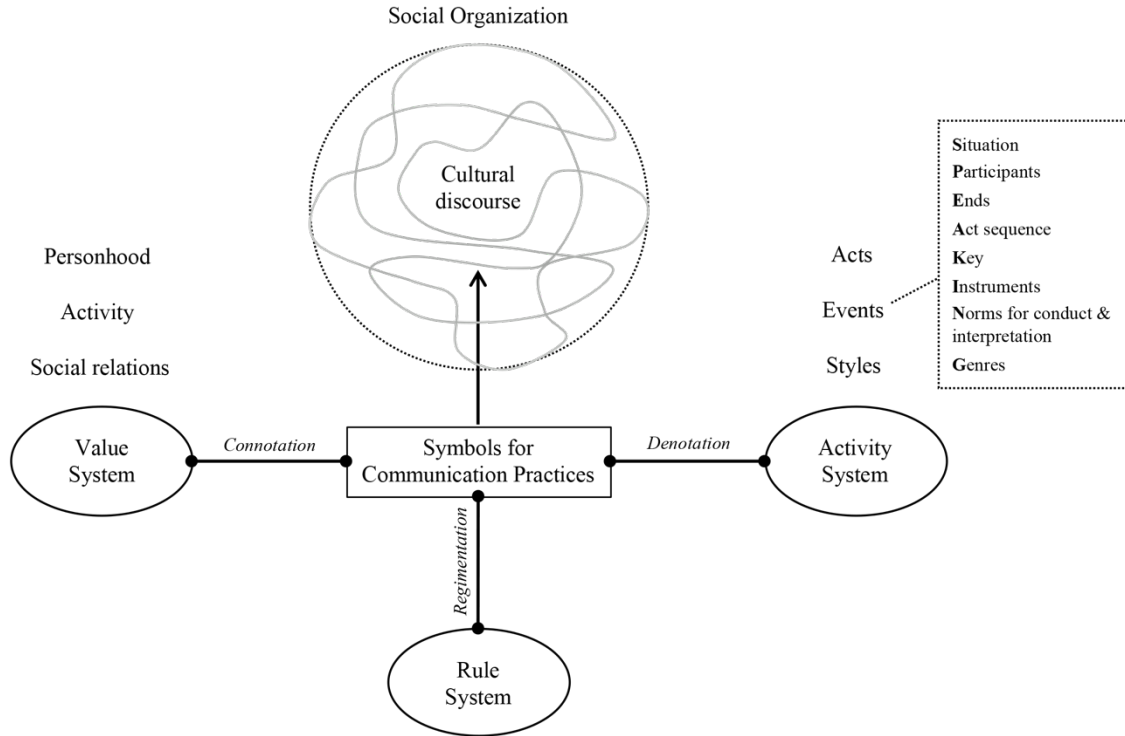 Social Organization
Cultural
discourse
Situation
Participants
Ends
Act sequence
Key
Instruments
Norms for conduct &
interpretation
Genres
Personhood
Activity
Social relations
Acts
Events
Styles
Value
System
Connotation
Symbols for
Communication Practices
Denotation
Activity
System
Regimentation
Rule
System